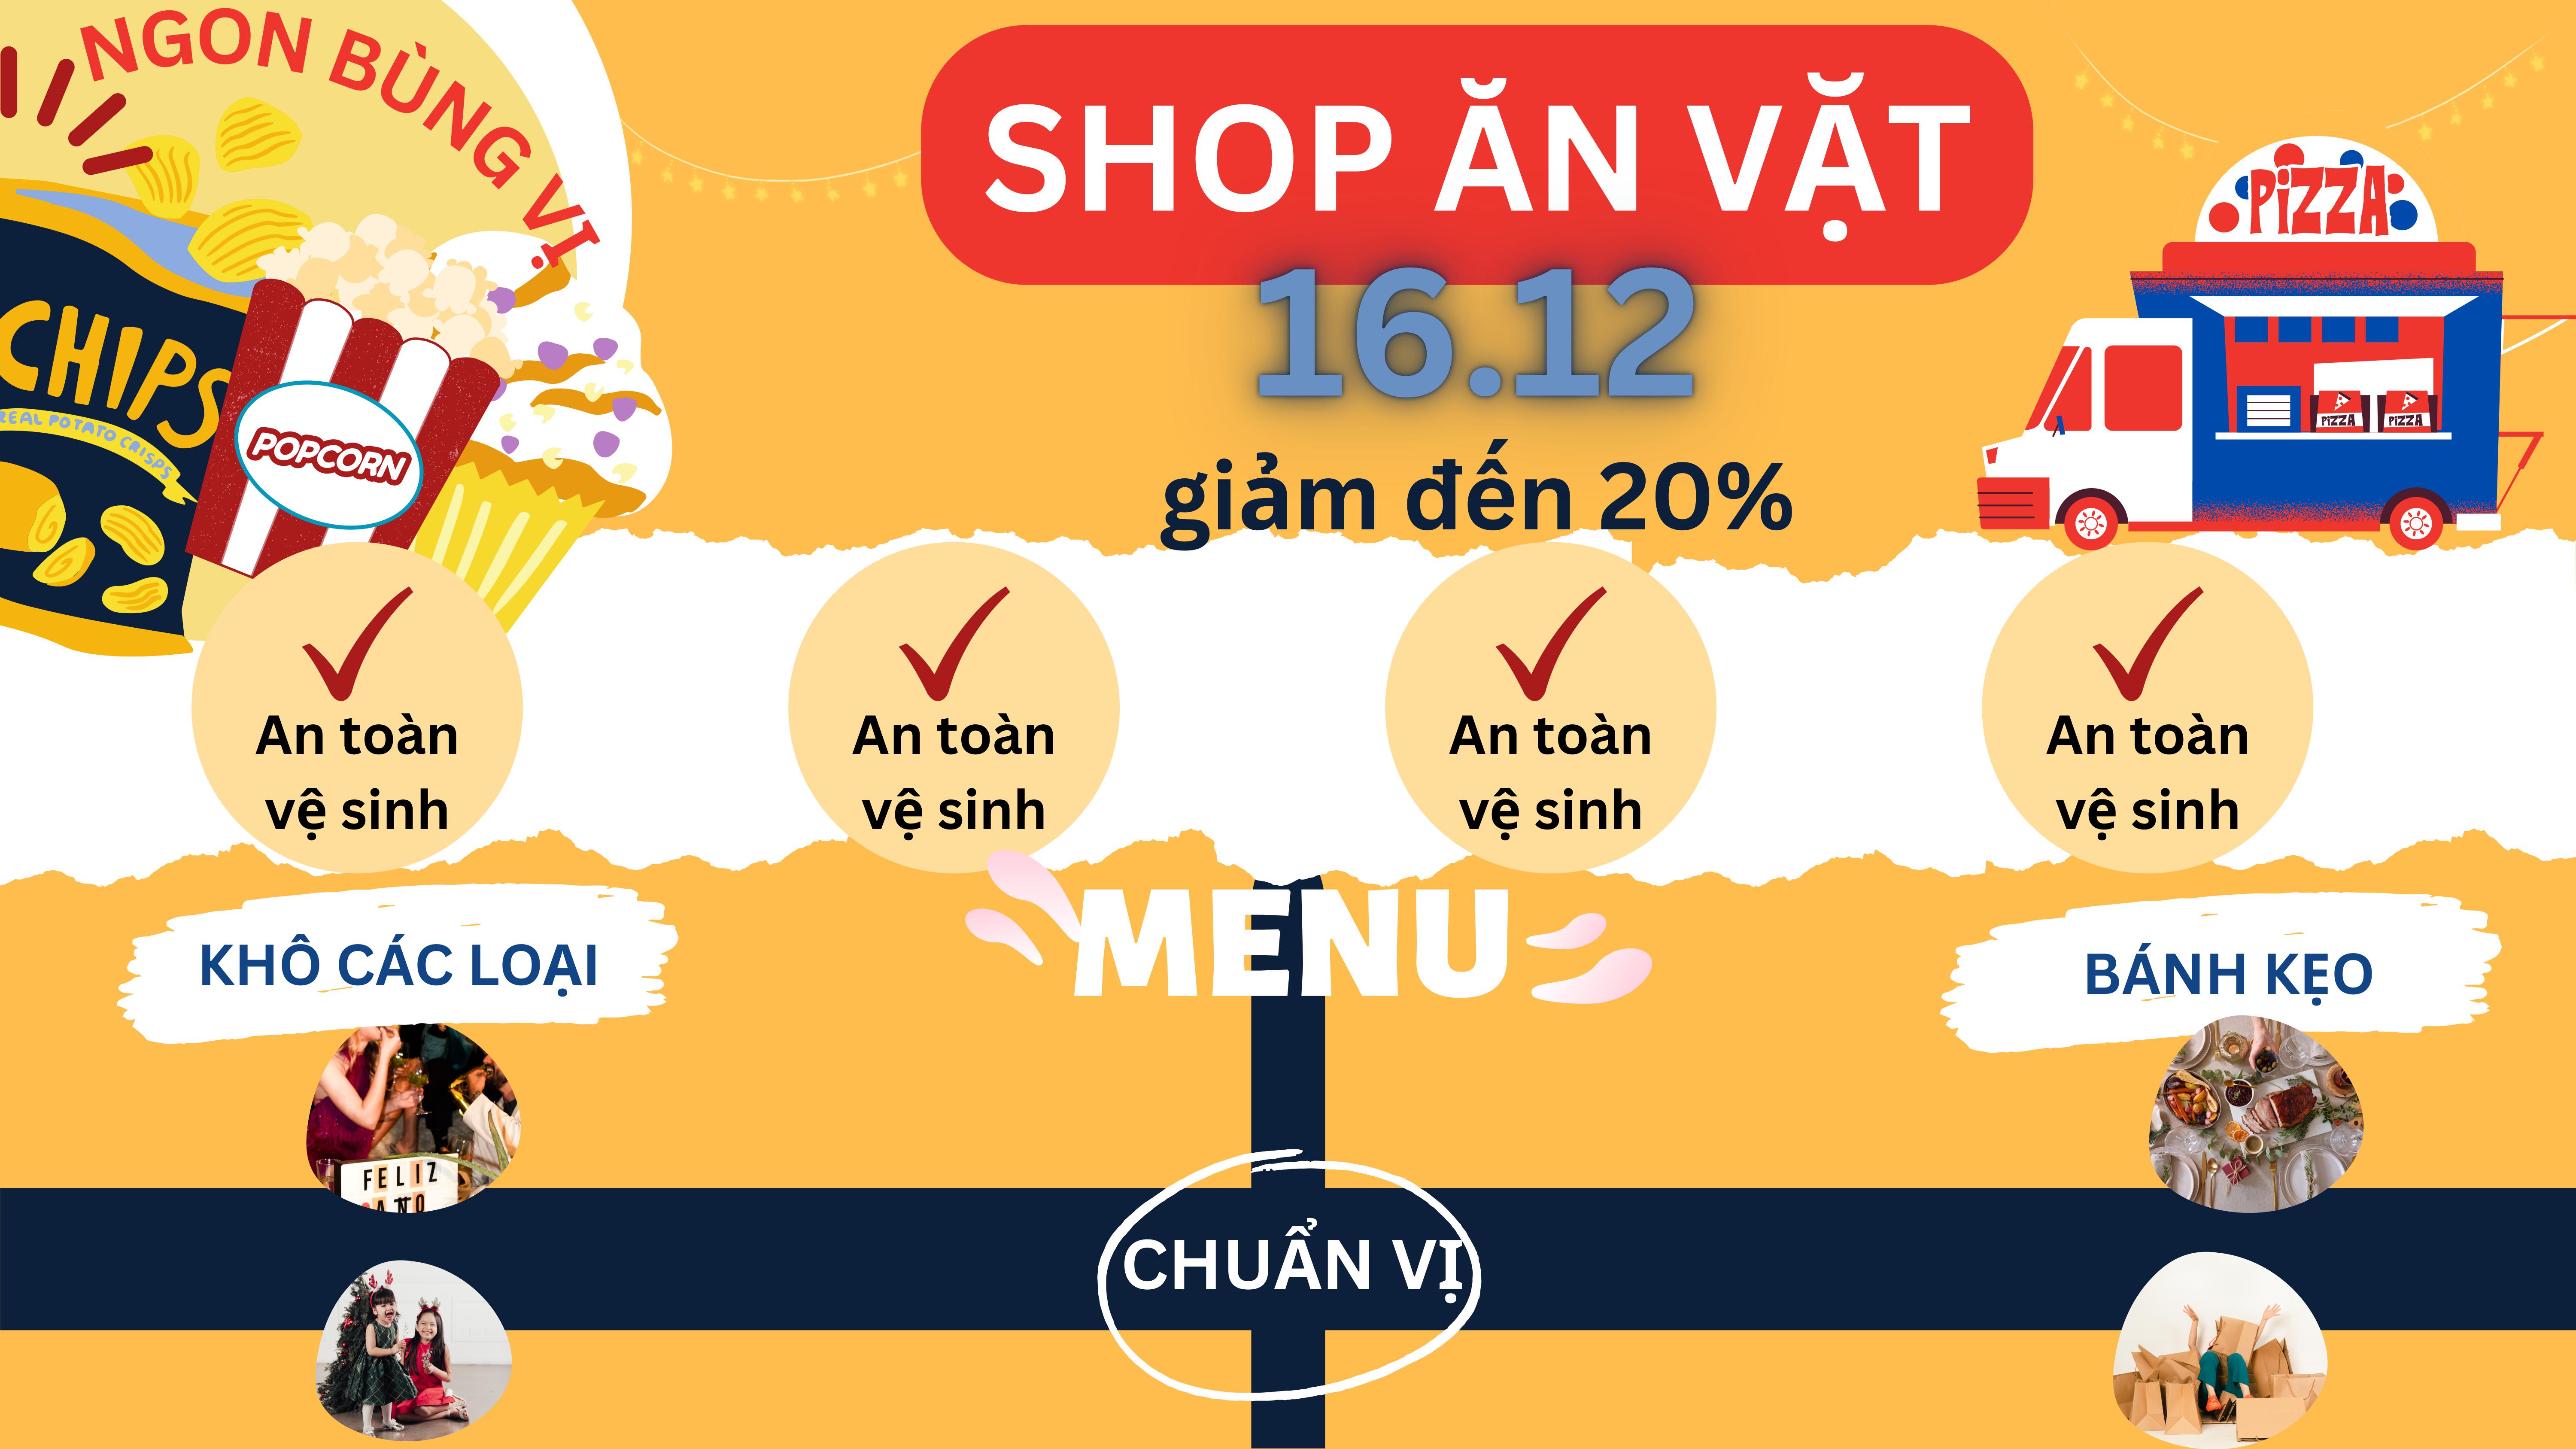 NGON BÙNG VỊ
SHOP ĂN VẶT
16.12
giảm đến 20%
PiZZA
PiZZA
PiZZA
CHIPS
REAL POTATO CRISPS
POPCORN
An toàn
vệ sinh
An toàn
vệ sinh
An toàn
vệ sinh
An toàn
vệ sinh
MENU
KHÔ CÁC LOẠI
BÁNH KẸO
FELIZ
AÑO
CHUẨN VỊ